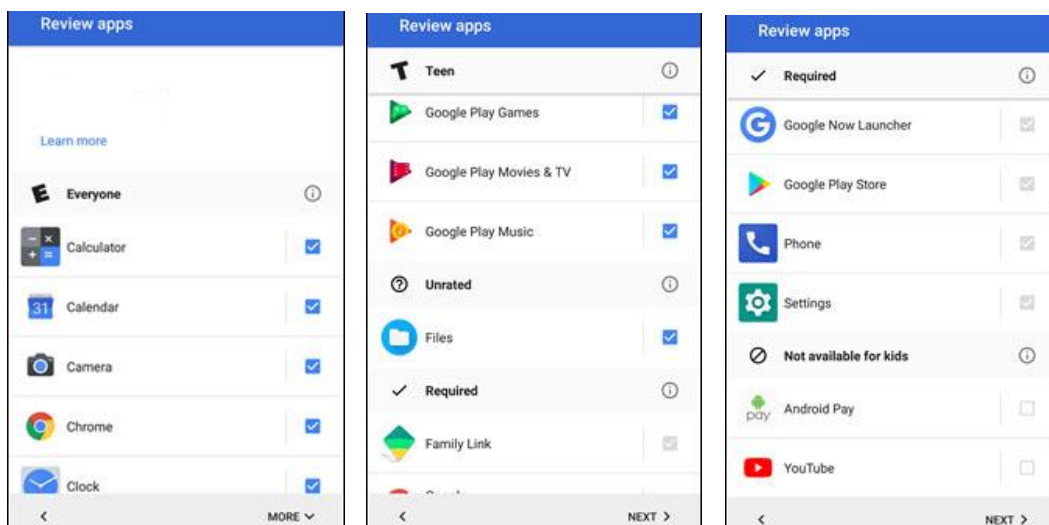 Review apps
Learn more
Everyone
Calculator
31
Calendar
Camera
Chrome
Clock
MORE
Review apps
Teen
Google Play Games
Google Play Movies & TV
Google Play Music
Unrated
Files
Required
Family Link
NEXT
Review apps
Required
Google Now Launcher
Google Play Store
Phone
Settings
Not available for kids
pay
Android Pay
YouTube
NEXT